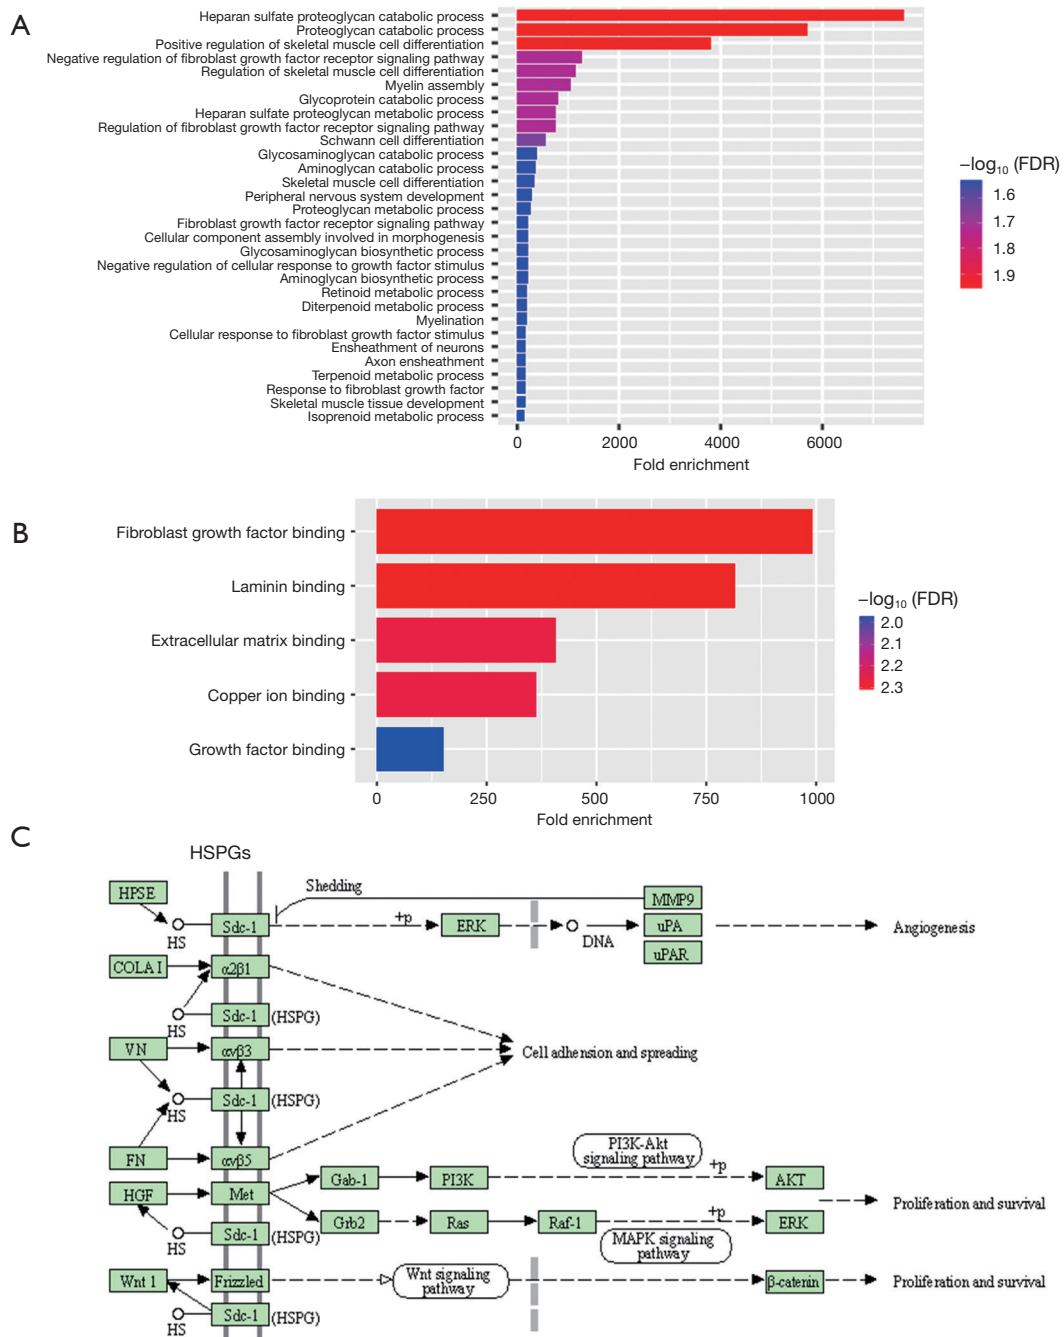 A
Heparan sulfate proteoglycan catabolic process
Proteoglycan catabolic process
Positive regulation of skeletal muscle cell differentiation
Negative regulation of fibroblast growth factor receptor signaling pathway
Regulation of skeletal muscle cell differentiation
Myelin assembly
Glycoprotein catabolic process
Heparan sulfate proteoglycan metabolic process
Regulation of fibroblast growth factor receptor signaling pathway
Schwann cell differentiation
Glycosaminoglycan catabolic process
Aminoglycan catabolic process
Skeletal muscle cell differentiation
Peripheral nervous system development
Proteoglycan metabolic process
Fibroblast growth factor receptor signaling pathway
Cellular component assembly involved in morphogenesis
Glycosaminoglycan biosynthetic process
Negative regulation of cellular response to growth factor stimulus
Aminoglycan biosynthetic process
Retinoid metabolic process
Diterpenoid metabolic process
Myelination
Cellular response to fibroblast growth factor stimulus
Ensheathment of neurons
Axon ensheathment
Terpenoid metabolic process
Response to fibroblast growth factor
Skeletal muscle tissue development
Isoprenoid metabolic process
0 2000 4000 6000
Fold enrichment
−log₁₀ (FDR)
1.6
1.7
1.8
1.9
B
Fibroblast growth factor binding
Laminin binding
Extracellular matrix binding
Copper ion binding
Growth factor binding
0 250 500 750 1000
Fold enrichment
−log₁₀ (FDR)
2.0
2.1
2.2
2.3
C
HSPGs
HPSE Shedding MMP9
HS Sdc-1 +p ERK DNA uPA Angiogenesis
uPAR
COLA I α2β1
HS Sdc-1 (HSPG)
VN αvβ3 Cell adhension and spreading
HS Sdc-1 (HSPG)
FN αvβ5
PI3K-Akt
signaling pathway
HGF Met Gab-1 PI3K +p AKT
Proliferation and survival
HS Sdc-1 (HSPG) Grb2 Ras Raf-1 +p ERK
MAPK signaling
pathway
Wnt 1 Frizzled Wnt signaling
pathway β-catenin Proliferation and survival
HS Sdc-1 (HSPG)